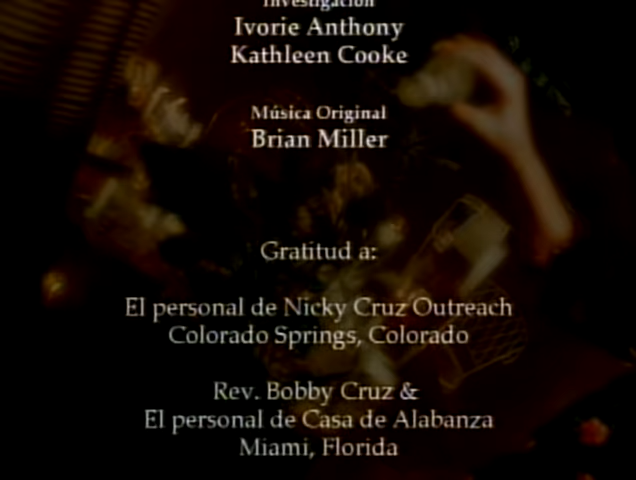 Investigación
Ivorie Anthony
Kathleen Cooke
Música Original
Brian Miller
Gratitud a:
El personal de Nicky Cruz Outreach
Colorado Springs, Colorado
Rev. Bobby Cruz &
El personal de Casa de Alabanza
Miami, Florida